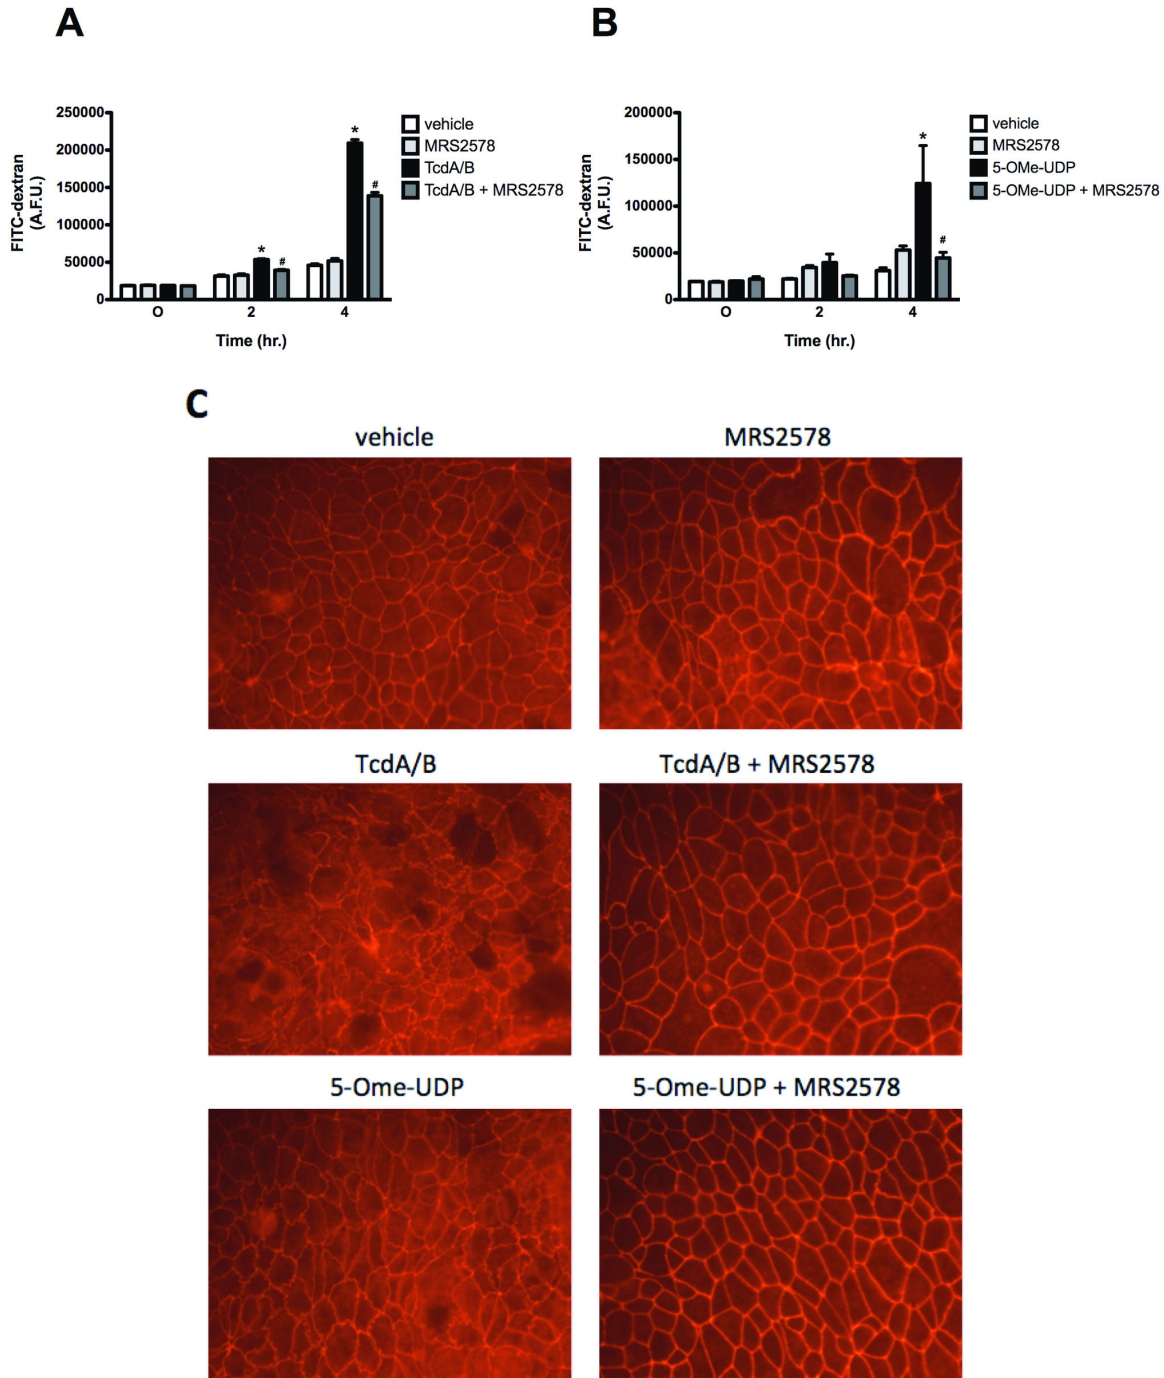 A
250000
200000
150000
100000
50000
0
FITC-dextran
(A.F.U.)
*
#
*
#
O
2
4
Time (hr.)
vehicle
MRS2578
TcdA/B
TcdA/B + MRS2578
B
200000
150000
100000
50000
0
FITC-dextran
(A.F.U.)
*
#
O
2
4
Time (hr.)
vehicle
MRS2578
5-OMe-UDP
5-OMe-UDP + MRS2578
C
vehicle
MRS2578
TcdA/B
TcdA/B + MRS2578
5-Ome-UDP
5-Ome-UDP + MRS2578